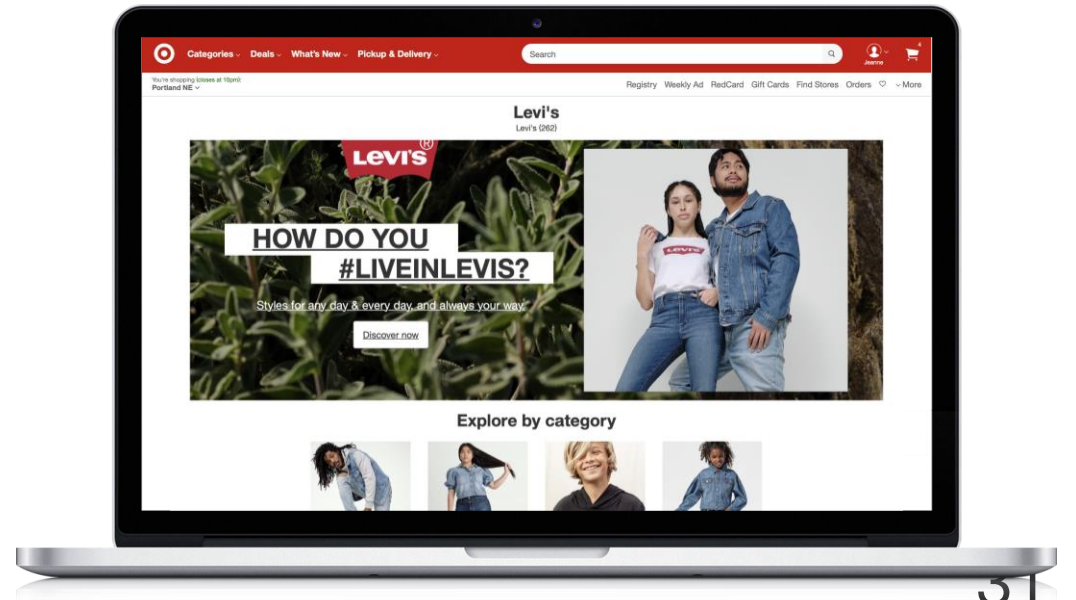 Categories Deals What's New Pickup & Delivery Search Jeanne 4
You're shopping (closes at 10pm):
Portland NE
Registry Weekly Ad RedCard Gift Cards Find Stores Orders More
Levi's
Levi's (262)
LEVI'S®
HOW DO YOU
#LIVEINLEVIS?
Styles for any day & every day, and always your way.
Discover now
LEVI'S
Explore by category
31